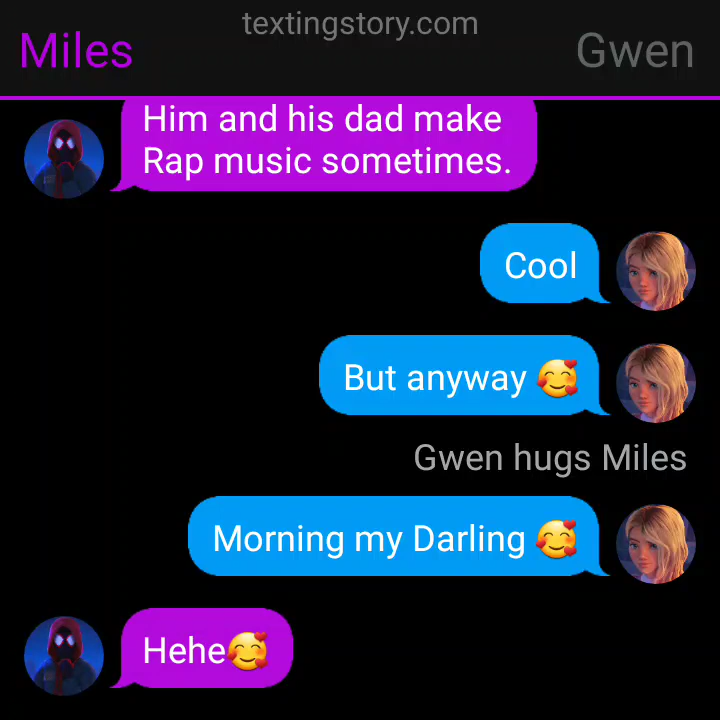 textingstory.com
Miles
Gwen
Him and his dad make
Rap music sometimes.
Cool
But anyway 🥰
Gwen hugs Miles
Morning my Darling 🥰
Hehe🥰